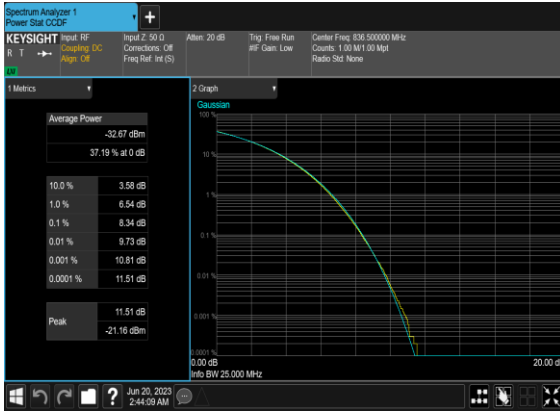 Spectrum Analyzer 1
Power Stat CCDF
+
KEYSIGHT
R T
LV
Input: RF
Coupling: DC
Align: Off
Input Z: 50 Ω
Corrections: Off
Freq Ref: Int (S)
Atten: 20 dB
Trig: Free Run
#IF Gain: Low
Center Freq: 836.500000 MHz
Counts: 1.00 M/1.00 Mpt
Radio Std: None
1 Metrics
Average Power
-32.67 dBm
37.19 % at 0 dB
10.0 % 3.58 dB
1.0 % 6.54 dB
0.1 % 8.34 dB
0.01 % 9.73 dB
0.001 % 10.81 dB
0.0001 % 11.51 dB
Peak
11.51 dB
-21.16 dBm
2 Graph
Gaussian
100 %
10 %
1 %
0.1 %
0.01 %
0.001 %
0.0001 %
0.00 dB
20.00 d
Info BW 25.000 MHz
?
Jun 20, 2023
2:44:09 AM